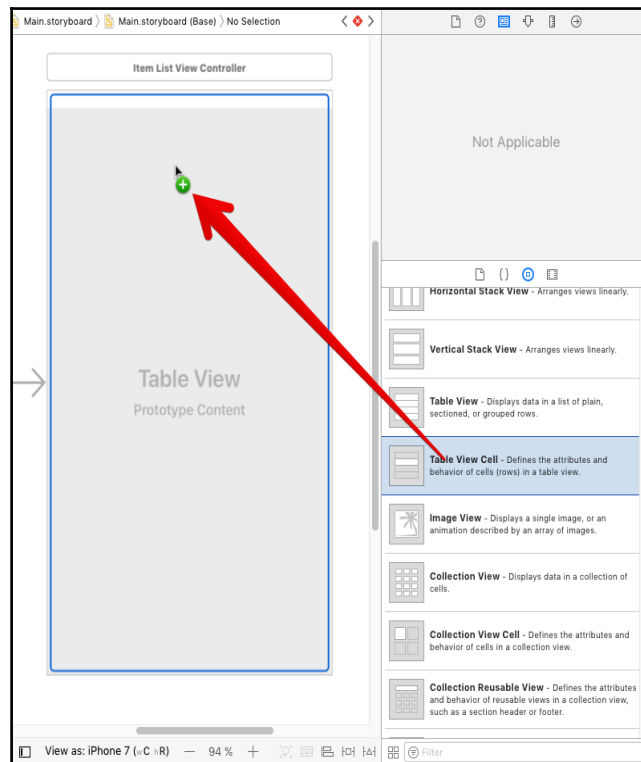 Main.storyboard
Main.storyboard (Base)
No Selection
Item List View Controller
Table View
Prototype Content
View as: iPhone 7 (wC hR)
94 %
Not Applicable
Horizontal Stack View - Arranges views linearly.
Vertical Stack View - Arranges views linearly.
Table View - Displays data in a list of plain,
sectioned, or grouped rows.
Table View Cell - Defines the attributes and
behavior of cells (rows) in a table view.
Image View - Displays a single image, or an
animation described by an array of images.
Collection View - Displays data in a collection of
cells.
Collection View Cell - Defines the attributes and
behavior of cells in a collection view.
Collection Reusable View - Defines the attributes
and behavior of reusable views in a collection view,
such as a section header or footer.
Filter